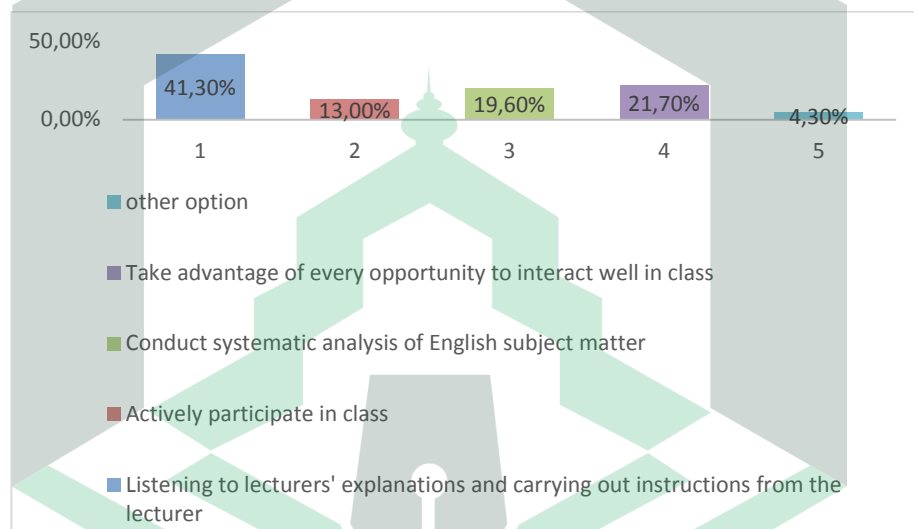 50,00%
0,00%
41,30%
13,00%
19,60%
21,70%
4,30%
1
2
3
4
5
other option
Take advantage of every opportunity to interact well in class
Conduct systematic analysis of English subject matter
Actively participate in class
Listening to lecturers' explanations and carrying out instructions from the
lecturer